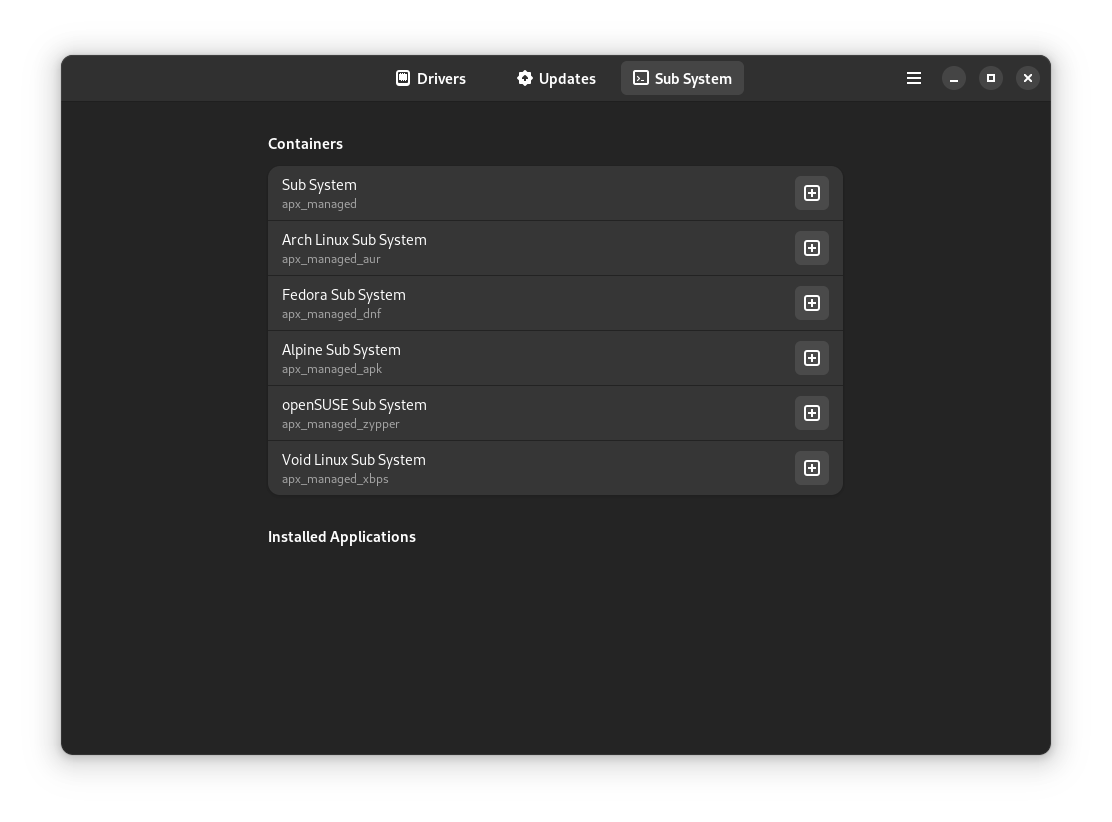 Drivers
Updates
Sub System
Containers
Sub System
apx_managed
Arch Linux Sub System
apx_managed_aur
Fedora Sub System
apx_managed_dnf
Alpine Sub System
apx_managed_apk
openSUSE Sub System
apx_managed_zypper
Void Linux Sub System
apx_managed_xbps
Installed Applications